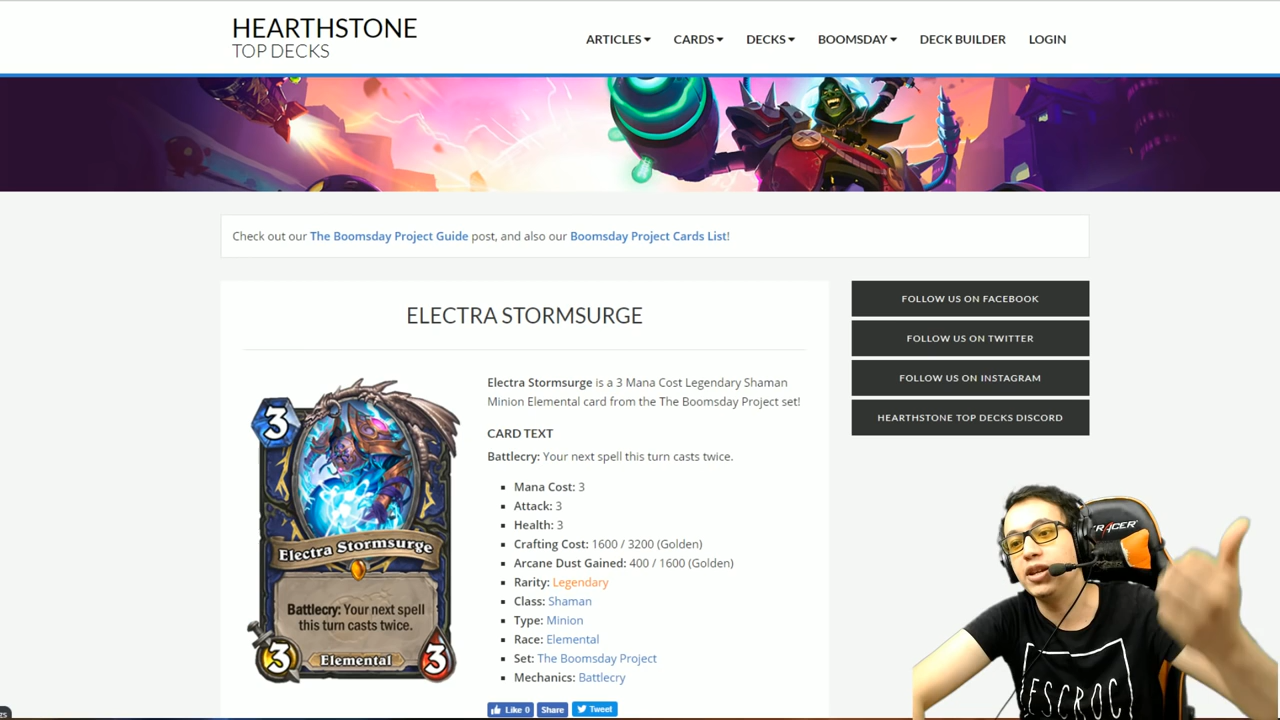 HEARTHSTONE
TOP DECKS
ARTICLES
CARDS
DECKS
BOOMSDAY
DECK BUILDER
LOGIN
Check out our The Boomsday Project Guide post, and also our Boomsday Project Cards List!
ELECTRA STORMSURGE
3
Electra Stormsurge
Battlecry: Your next spell
this turn casts twice.
3
Elemental
3
Electra Stormsurge is a 3 Mana Cost Legendary Shaman
Minion Elemental card from the The Boomsday Project set!
CARD TEXT
Battlecry: Your next spell this turn casts twice.
Mana Cost: 3
Attack: 3
Health: 3
Crafting Cost: 1600 / 3200 (Golden)
Arcane Dust Gained: 400 / 1600 (Golden)
Rarity: Legendary
Class: Shaman
Type: Minion
Race: Elemental
Set: The Boomsday Project
Mechanics: Battlecry
Like 0
Share
Tweet
FOLLOW US ON FACEBOOK
FOLLOW US ON TWITTER
FOLLOW US ON INSTAGRAM
HEARTHSTONE TOP DECKS DISCORD